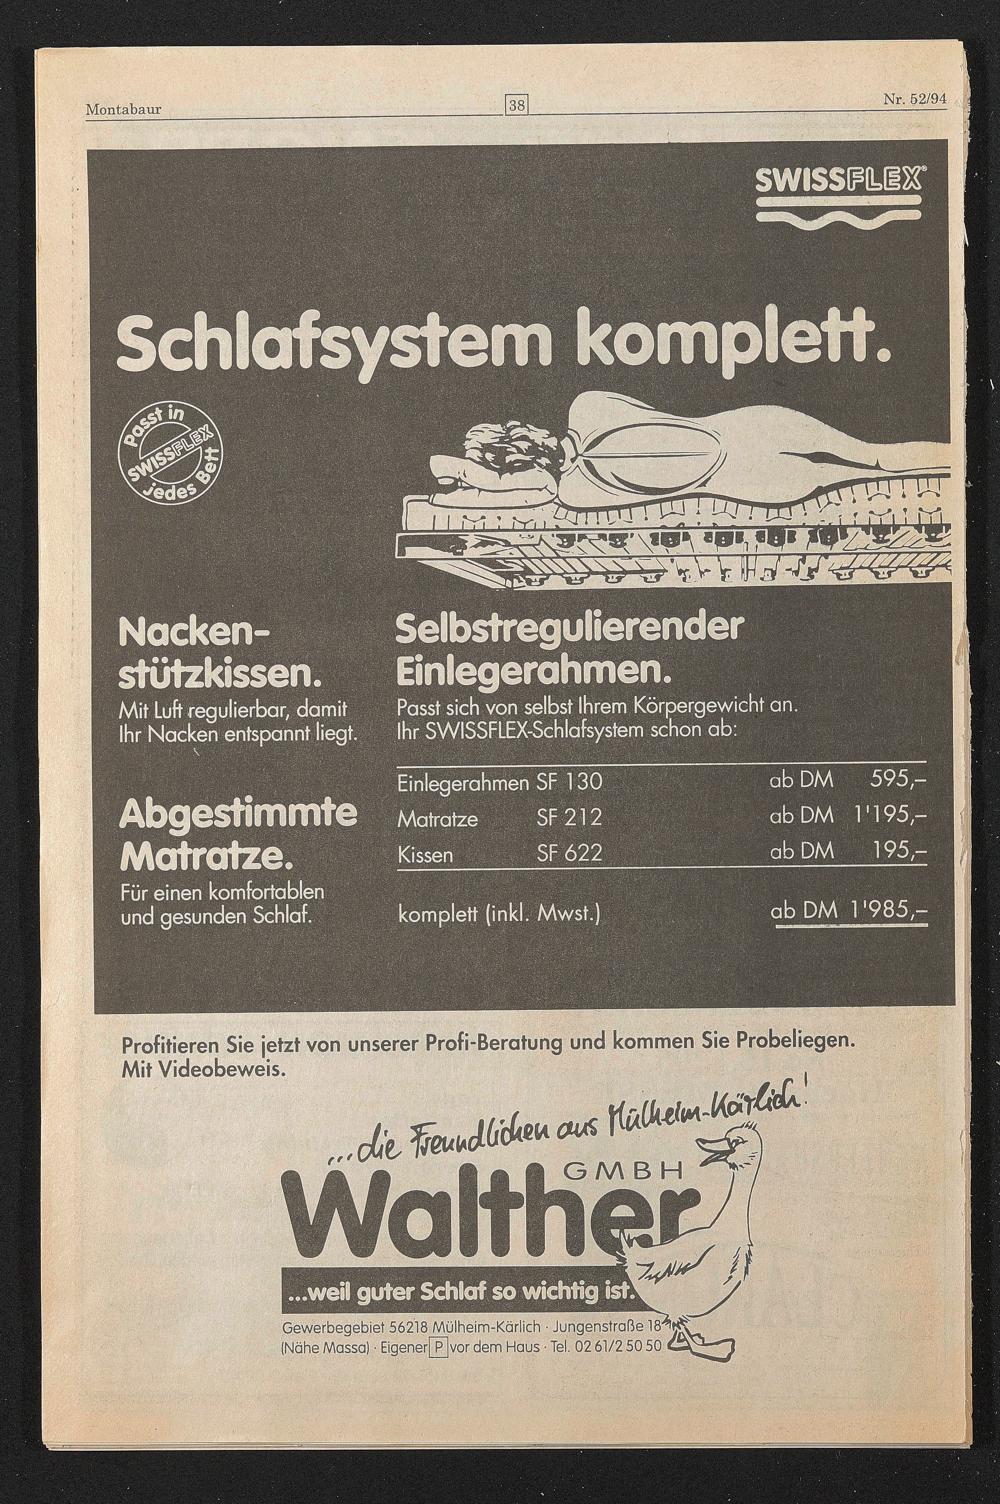 Montabaur
38
Nr. 52/94
SWISSFLEX®
Schlafsystem komplett.
Passt in
SWISSFLEX
jedes Bett
Nacken-
stützkissen.
Mit Luft regulierbar, damit
Ihr Nacken entspannt liegt.
Abgestimmte
Matratze.
Für einen komfortablen
und gesunden Schlaf.
Selbstregulierender
Einlegerahmen.
Passt sich von selbst Ihrem Körpergewicht an.
Ihr SWISSFLEX-Schlafsystem schon ab:
Einlegerahmen SF 130 ab DM 595,–
Matratze SF 212 ab DM 1'195,–
Kissen SF 622 ab DM 195,–
komplett (inkl. Mwst.) ab DM 1'985,–
Profitieren Sie jetzt von unserer Profi-Beratung und kommen Sie Probeliegen.
Mit Videobeweis.
...die Freundlichen aus Mülheim-Kärlich!
GMBH
Walther
...weil guter Schlaf so wichtig ist.
Gewerbegebiet 56218 Mülheim-Kärlich · Jungenstraße 18
(Nähe Massa) · Eigener P vor dem Haus · Tel. 02 61/2 50 50